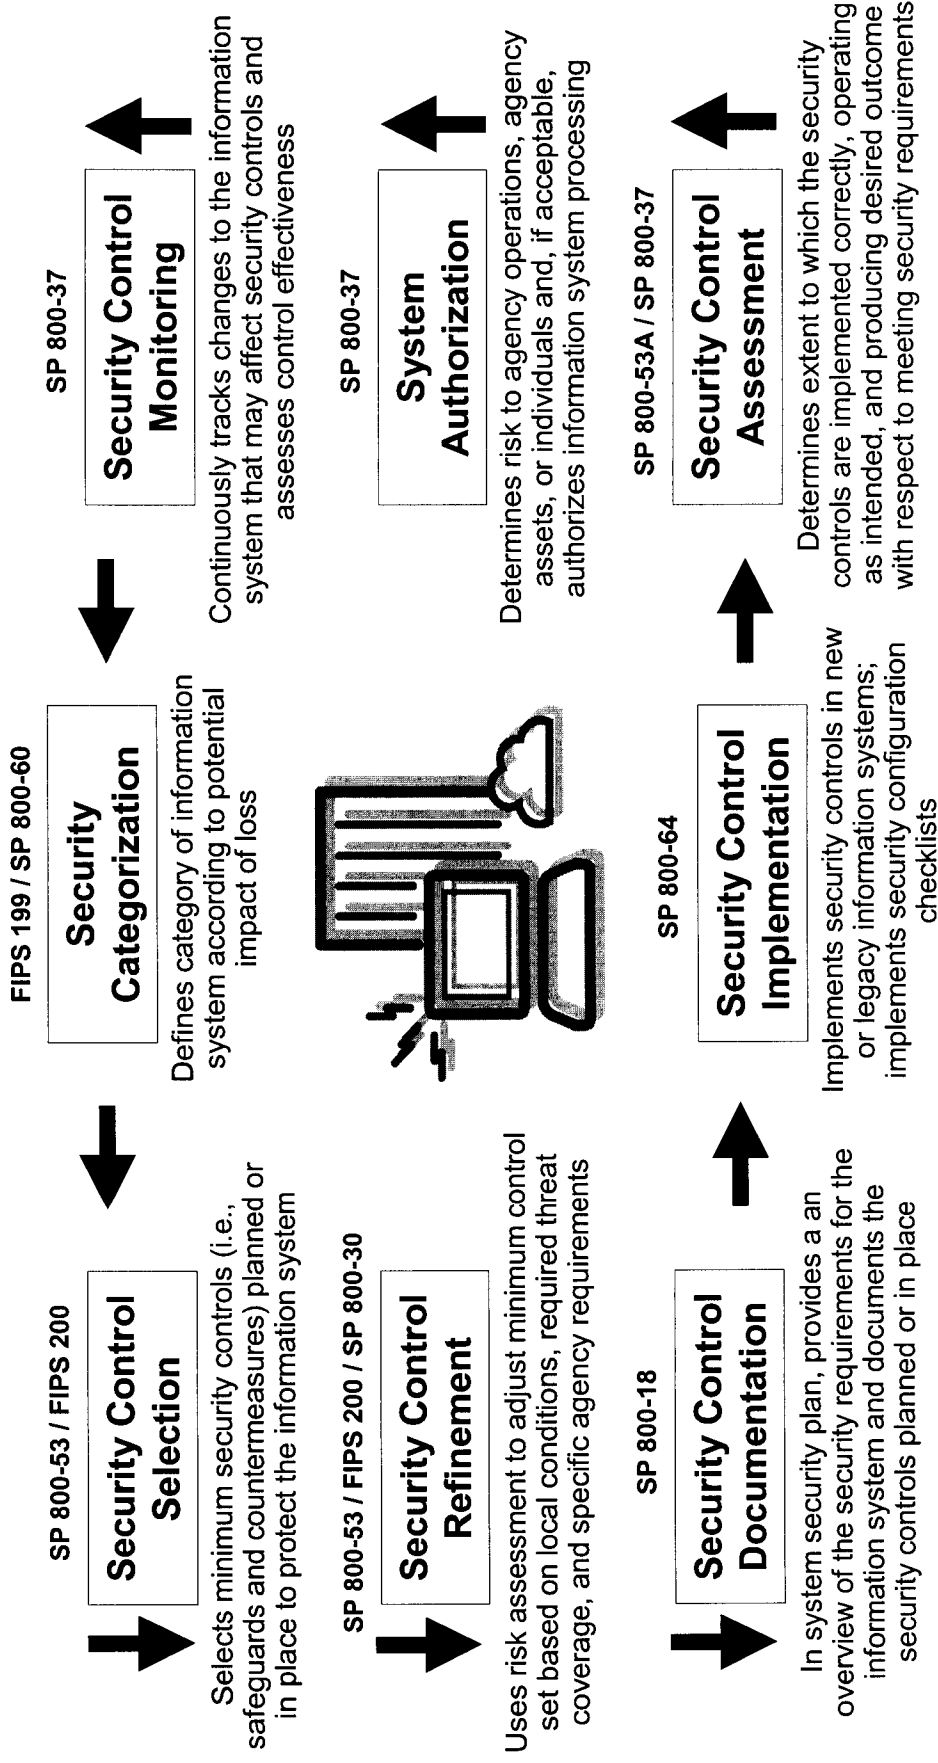 SP 800-53 / FIPS 200
Security Control
Selection
Selects minimum security controls (i.e.,
safeguards and countermeasures) planned or
in place to protect the information system
FIPS 199 / SP 800-60
Security
Categorization
Defines category of information
system according to potential
impact of loss
SP 800-37
Security Control
Monitoring
Continuously tracks changes to the information
system that may affect security controls and
assesses control effectiveness
SP 800-53 / FIPS 200 / SP 800-30
Security Control
Refinement
Uses risk assessment to adjust minimum control
set based on local conditions, required threat
coverage, and specific agency requirements
SP 800-37
System
Authorization
Determines risk to agency operations, agency
assets, or individuals and, if acceptable,
authorizes information system processing
SP 800-18
Security Control
Documentation
In system security plan, provides a an
overview of the security requirements for the
information system and documents the
security controls planned or in place
SP 800-64
Security Control
Implementation
Implements security controls in new
or legacy information systems;
implements security configuration
checklists
SP 800-53A / SP 800-37
Security Control
Assessment
Determines extent to which the security
controls are implemented correctly, operating
as intended, and producing desired outcome
with respect to meeting security requirements